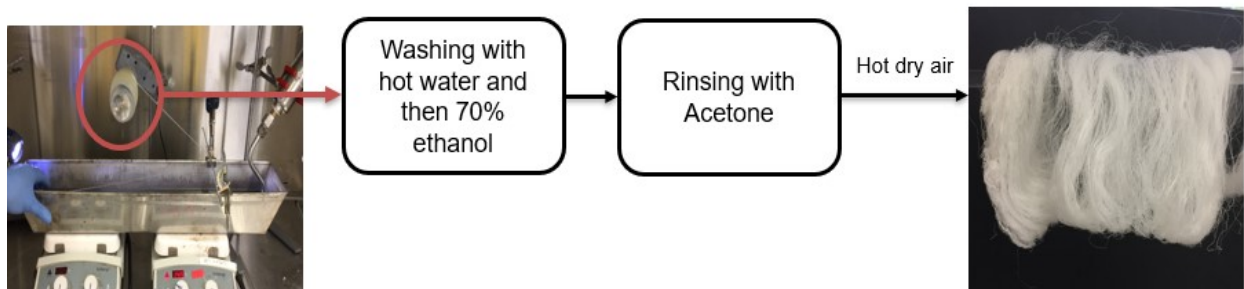 Washing with
hot water and
then 70%
ethanol
Rinsing with
Acetone
Hot dry air